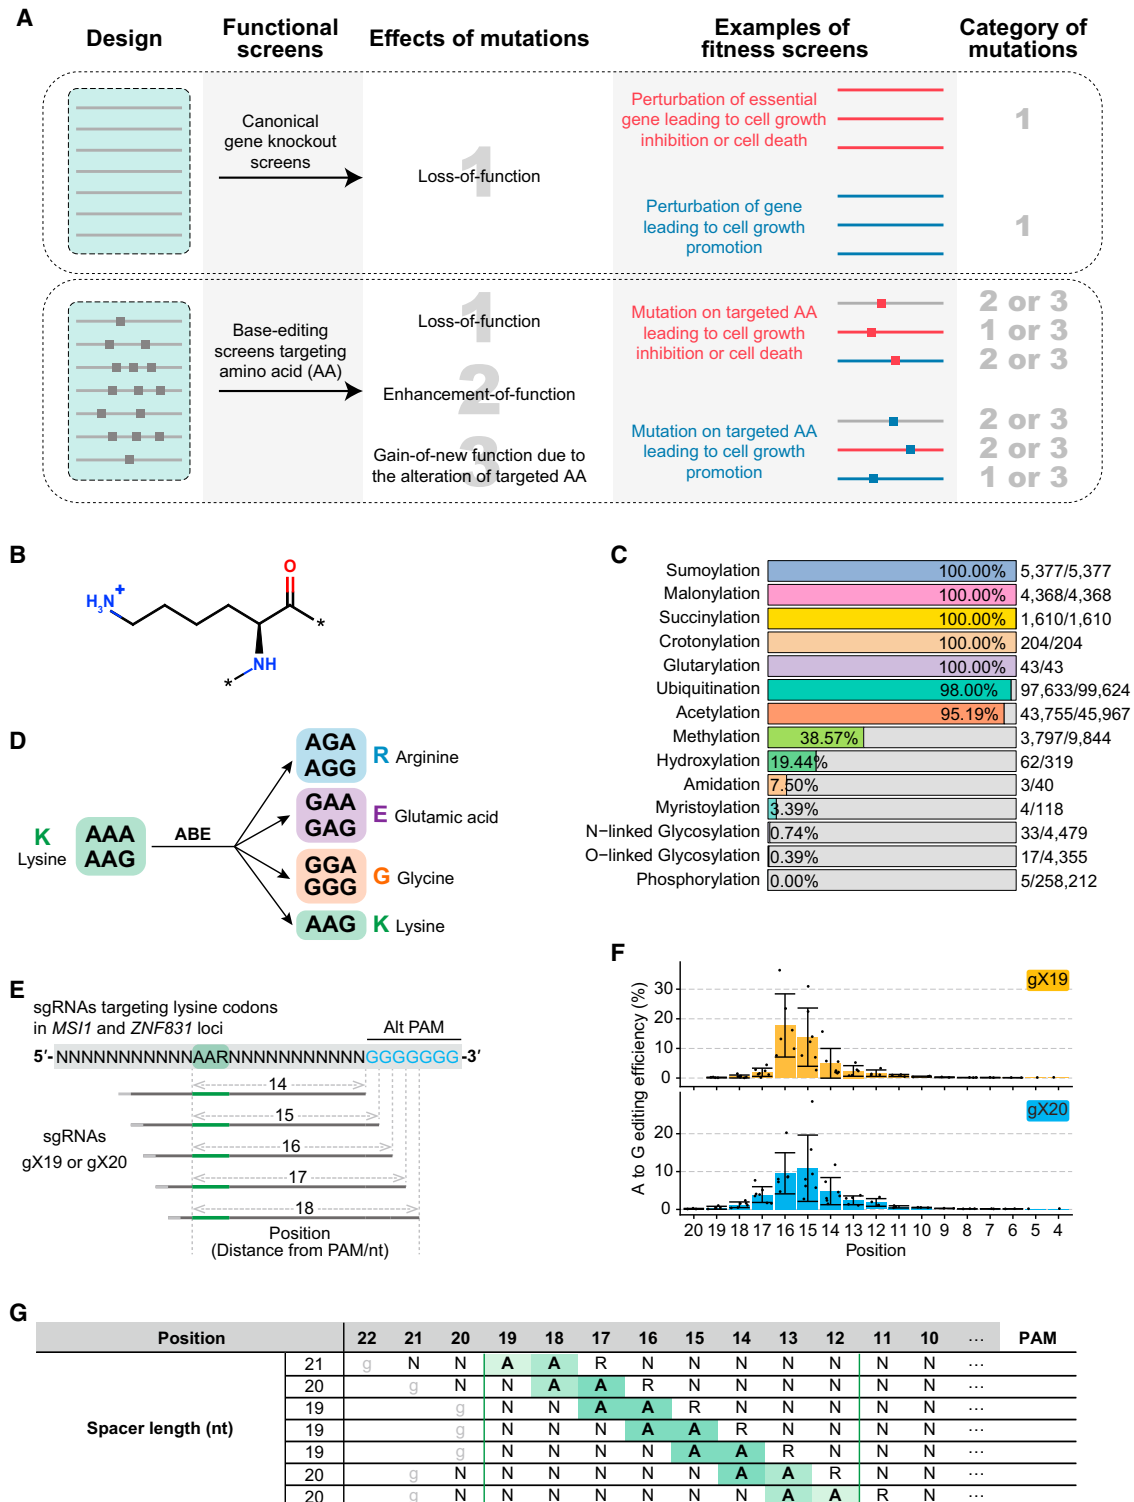 A
Design
Functional screens
Effects of mutations
Examples of fitness screens
Category of mutations
Canonical gene knockout screens
1
Loss-of-function
Perturbation of essential gene leading to cell growth inhibition or cell death
1
Perturbation of gene leading to cell growth promotion
1
Base-editing screens targeting amino acid (AA)
1
Loss-of-function
2
Enhancement-of-function
3
Gain-of-new function due to the alteration of targeted AA
Mutation on targeted AA leading to cell growth inhibition or cell death
2 or 3
1 or 3
2 or 3
Mutation on targeted AA leading to cell growth promotion
2 or 3
2 or 3
1 or 3
B
H3N+
O
NH
*
*
C
Sumoylation 100.00% 5,377/5,377
Malonylation 100.00% 4,368/4,368
Succinylation 100.00% 1,610/1,610
Crotonylation 100.00% 204/204
Glutarylation 100.00% 43/43
Ubiquitination 98.00% 97,633/99,624
Acetylation 95.19% 43,755/45,967
Methylation 38.57% 3,797/9,844
Hydroxylation 19.44% 62/319
Amidation 7.50% 3/40
Myristoylation 3.39% 4/118
N−linked Glycosylation 0.74% 33/4,479
O−linked Glycosylation 0.39% 17/4,355
Phosphorylation 0.00% 5/258,212
D
K
Lysine
AAA
AAG
ABE
AGA
AGG
R Arginine
GAA
GAG
E Glutamic acid
GGA
GGG
G Glycine
AAG
K Lysine
E
sgRNAs targeting lysine codons
in MSI1 and ZNF831 loci
Alt PAM
5′-NNNNNNNNNNNAARNNNNNNNNNNNGGGGGGG-3′
14
15
16
17
18
sgRNAs
gX19 or gX20
Position
(Distance from PAM/nt)
F
A to G editing efficiency (%)
gX19
30
20
10
0
gX20
20
10
0
20 19 18 17 16 15 14 13 12 11 10 9 8 7 6 5 4
Position
G
Position 22 21 20 19 18 17 16 15 14 13 12 11 10 ··· PAM
Spacer length (nt)
21 g N N A A R N N N N N N N ···
20 g N N A A R N N N N N N ···
19 g N N A A R N N N N N N ···
19 g N N N A A R N N N N N ···
19 g N N N N A A R N N N N ···
20 g N N N N N N A A R N N ···
20 g N N N N N N N A A R N ···